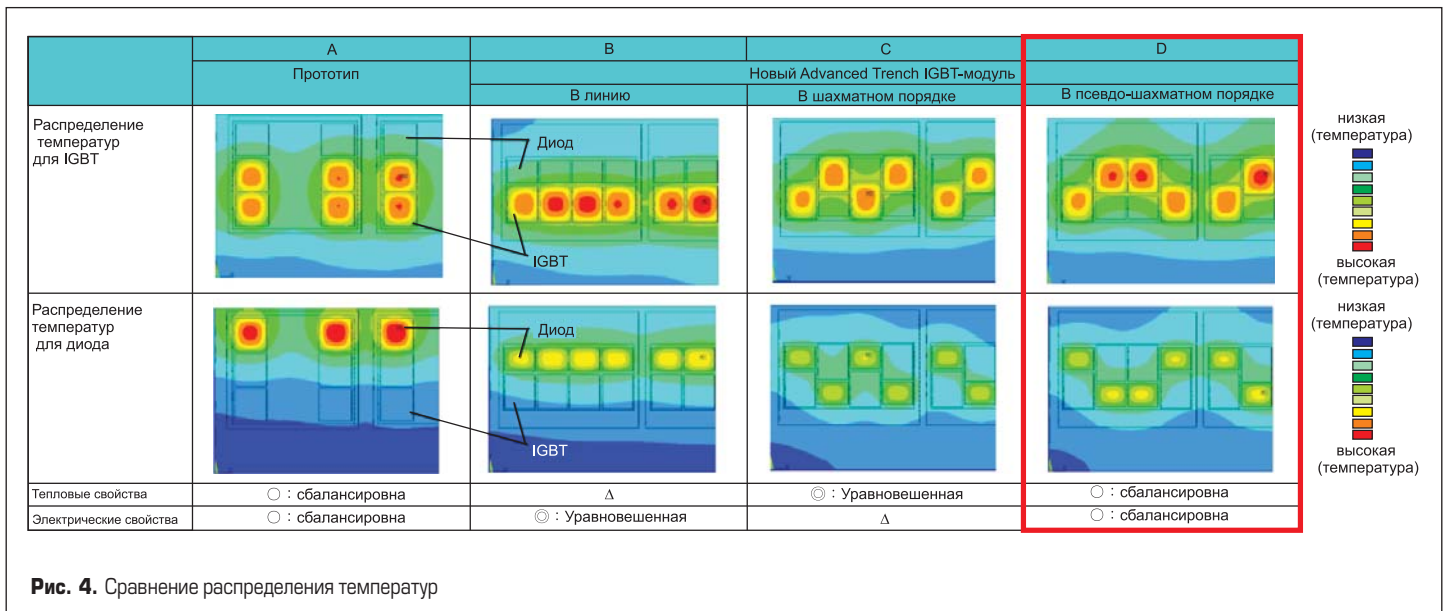 A
B
C
D
Прототип
Новый Advanced Trench IGBT-модуль
В линию
В шахматном порядке
В псевдо-шахматном порядке
Распределение
температур
для IGBT
Диод
IGBT
низкая
(температура)
высокая
(температура)
Распределение
температур
для диода
Диод
IGBT
низкая
(температура)
высокая
(температура)
Тепловые свойства
○ : сбалансировна
Δ
◎ : Уравновешенная
○ : сбалансировна
Электрические свойства
○ : сбалансировна
◎ : Уравновешенная
Δ
○ : сбалансировна
Рис. 4. Сравнение распределения температур